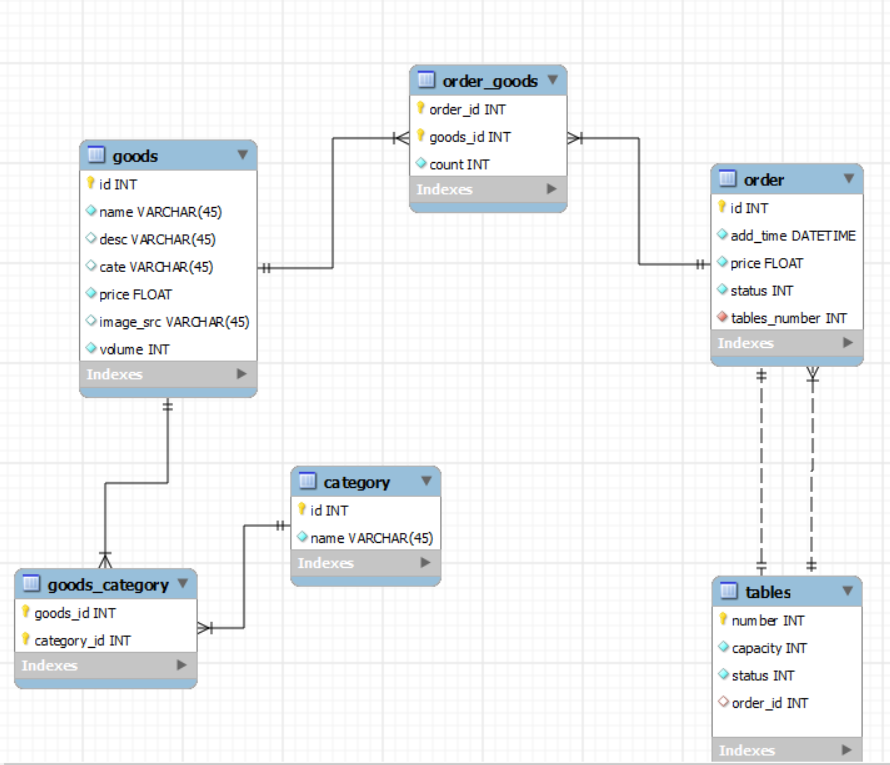 order_goods
order_id INT
goods_id INT
count INT
Indexes
goods
id INT
name VARCHAR(45)
desc VARCHAR(45)
cate VARCHAR(45)
price FLOAT
image_src VARCHAR(45)
volume INT
Indexes
order
id INT
add_time DATETIME
price FLOAT
status INT
tables_number INT
Indexes
category
id INT
name VARCHAR(45)
Indexes
goods_category
goods_id INT
category_id INT
Indexes
tables
number INT
capacity INT
status INT
order_id INT
Indexes